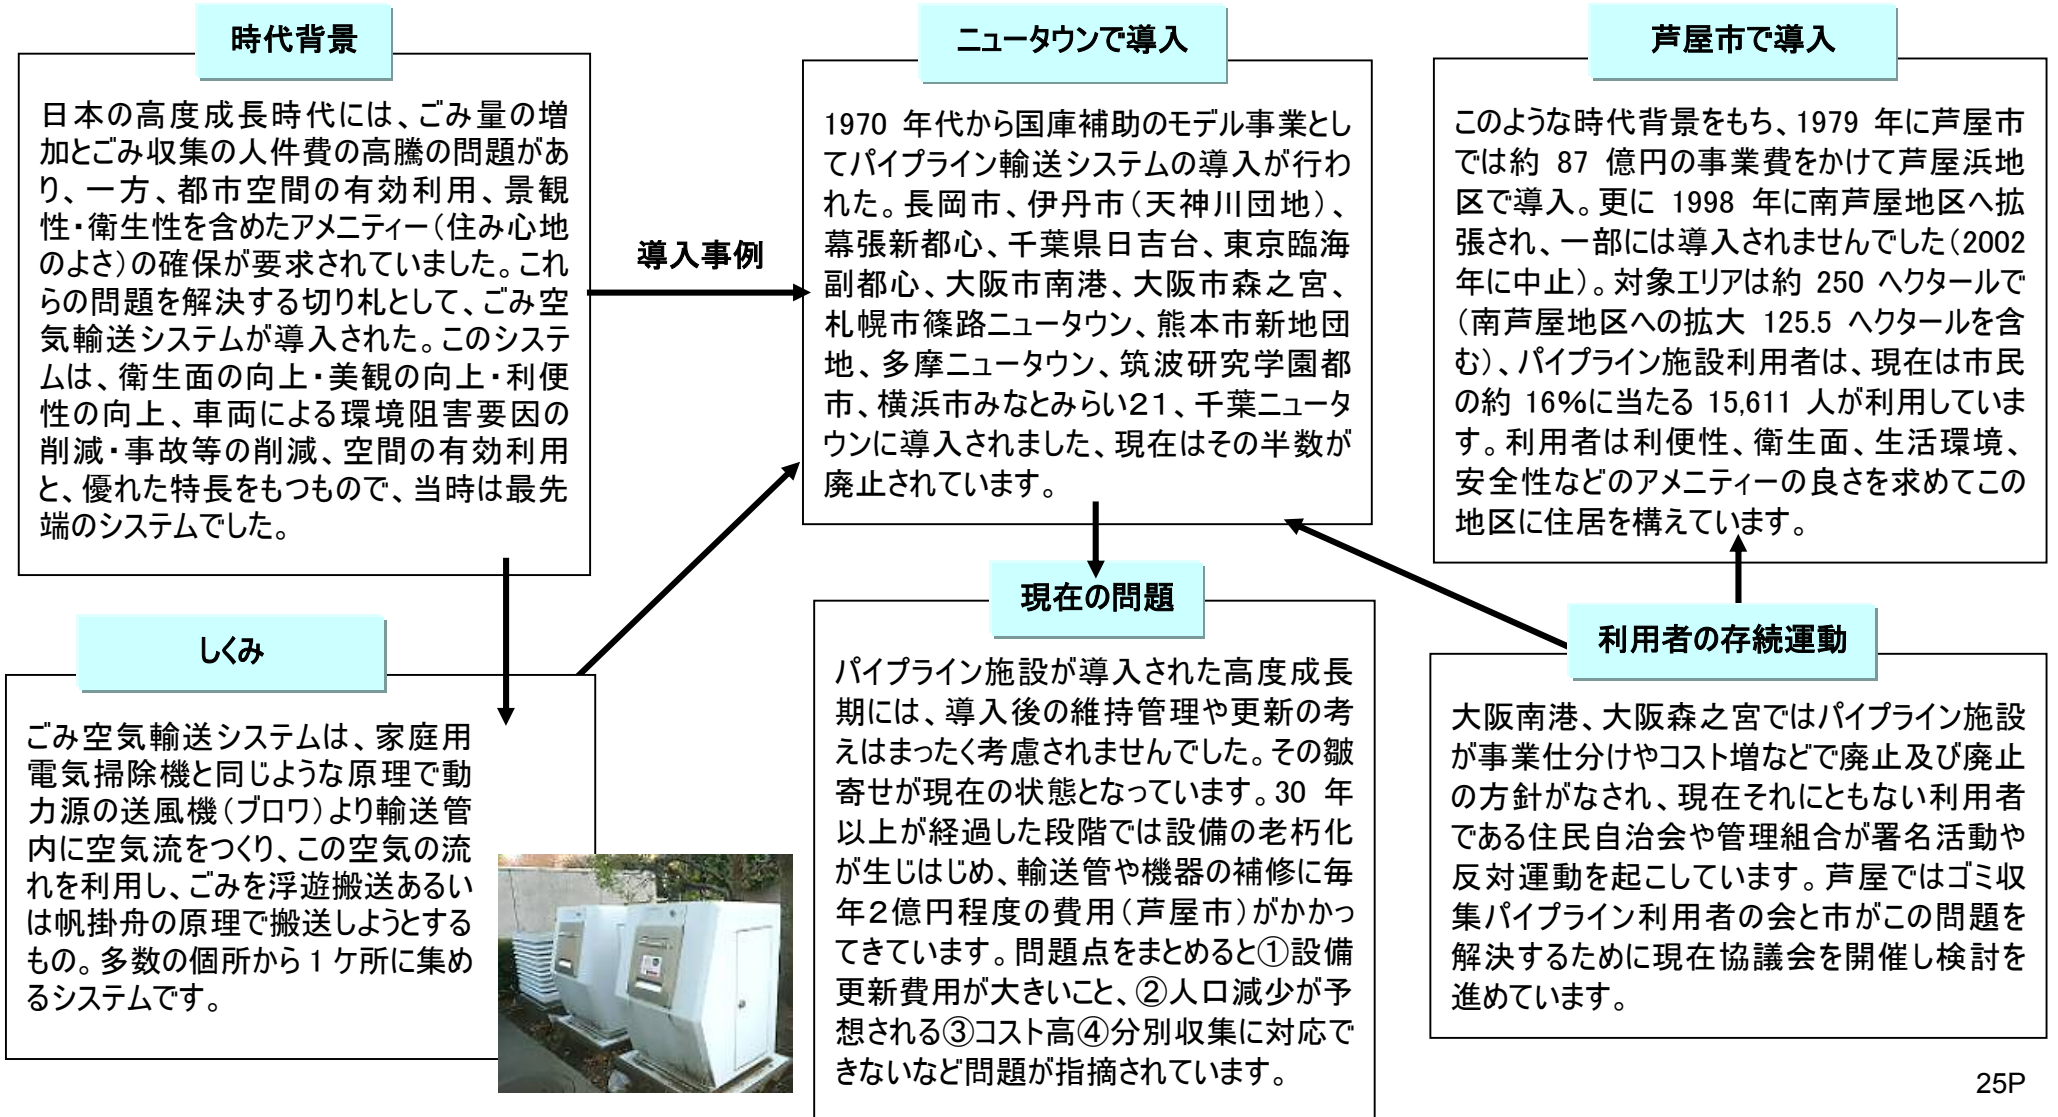 時代背景
日本の高度成長時代には、ごみ量の増
加とごみ収集の人件費の高騰の問題があ
り、一方、都市空間の有効利用、景観
性・衛生性を含めたアメニティー（住み心地
のよさ）の確保が要求されていました。これ
らの問題を解決する切り札として、ごみ空
気輸送システムが導入された。このシステ
ムは、衛生面の向上・美観の向上・利便
性の向上、車両による環境阻害要因の
削減・事故等の削減、空間の有効利用
と、優れた特長をもつもので、当時は最先
端のシステムでした。
導入事例
ニュータウンで導入
1970 年代から国庫補助のモデル事業とし
てパイプライン輸送システムの導入が行わ
れた。長岡市、伊丹市（天神川団地）、
幕張新都心、千葉県日吉台、東京臨海
副都心、大阪市南港、大阪市森之宮、
札幌市篠路ニュータウン、熊本市新地団
地、多摩ニュータウン、筑波研究学園都
市、横浜市みなとみらい２１、千葉ニュータ
ウンに導入されました、現在はその半数が
廃止されています。
芦屋市で導入
このような時代背景をもち、1979 年に芦屋市
では約 87 億円の事業費をかけて芦屋浜地
区で導入。更に 1998 年に南芦屋地区へ拡
張され、一部には導入されませんでした（2002
年に中止）。対象エリアは約 250 ヘクタールで
（南芦屋地区への拡大 125.5 ヘクタールを含
む）、パイプライン施設利用者は、現在は市民
の約 16%に当たる 15,611 人が利用していま
す。利用者は利便性、衛生面、生活環境、
安全性などのアメニティーの良さを求めてこの
地区に住居を構えています。
しくみ
ごみ空気輸送システムは、家庭用
電気掃除機と同じような原理で動
力源の送風機（ブロワ）より輸送管
内に空気流をつくり、この空気の流
れを利用し、ごみを浮遊搬送あるい
は帆掛舟の原理で搬送しようとする
もの。多数の個所から 1 ケ所に集め
るシステムです。
現在の問題
パイプライン施設が導入された高度成長
期には、導入後の維持管理や更新の考
えはまったく考慮されませんでした。その皺
寄せが現在の状態となっています。30 年
以上が経過した段階では設備の老朽化
が生じはじめ、輸送管や機器の補修に毎
年２億円程度の費用（芦屋市）がかかっ
てきています。問題点をまとめると①設備
更新費用が大きいこと、②人口減少が予
想される③コスト高④分別収集に対応で
きないなど問題が指摘されています。
利用者の存続運動
大阪南港、大阪森之宮ではパイプライン施設
が事業仕分けやコスト増などで廃止及び廃止
の方針がなされ、現在それにともない利用者
である住民自治会や管理組合が署名活動や
反対運動を起こしています。芦屋ではゴミ収
集パイプライン利用者の会と市がこの問題を
解決するために現在協議会を開催し検討を
進めています。
25P